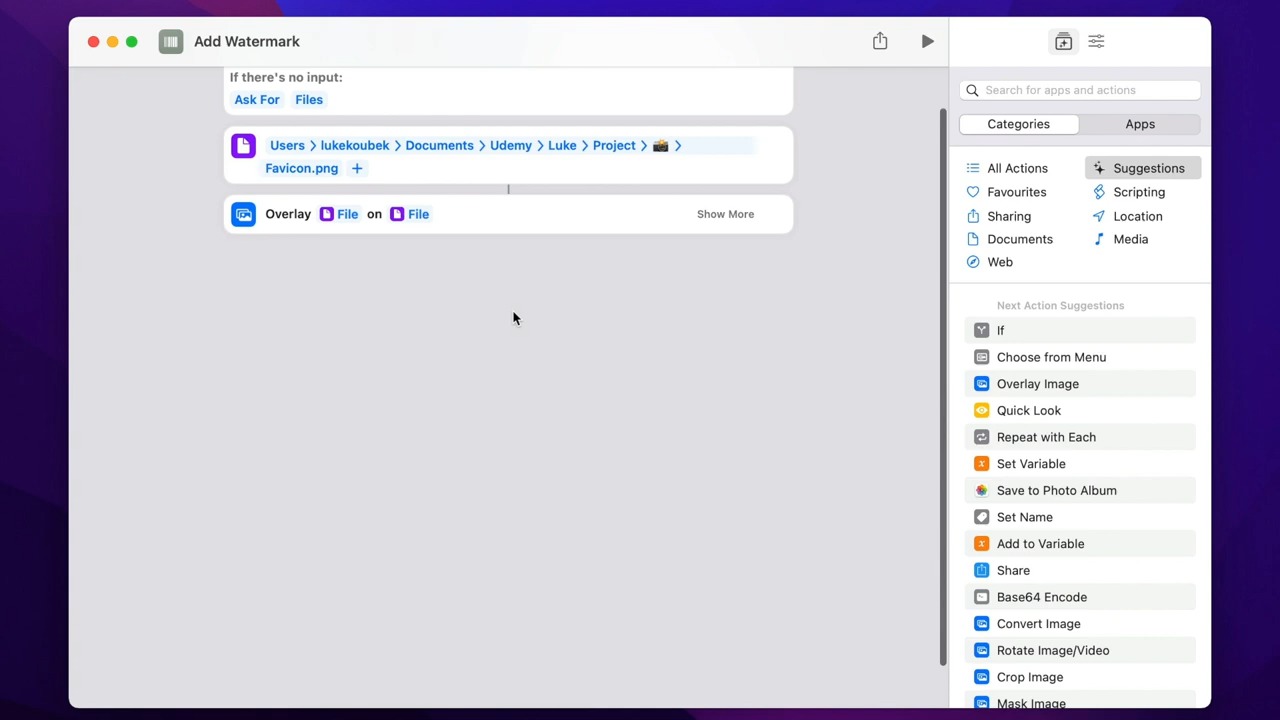 Add Watermark
If there's no input:
Ask For Files
Users > lukekoubek > Documents > Udemy > Luke > Project > 📸 >
Favicon.png +
Overlay File on File Show More
Search for apps and actions
Categories Apps
All Actions Suggestions
Favourites Scripting
Sharing Location
Documents Media
Web
Next Action Suggestions
If
Choose from Menu
Overlay Image
Quick Look
Repeat with Each
Set Variable
Save to Photo Album
Set Name
Add to Variable
Share
Base64 Encode
Convert Image
Rotate Image/Video
Crop Image
Mask Image